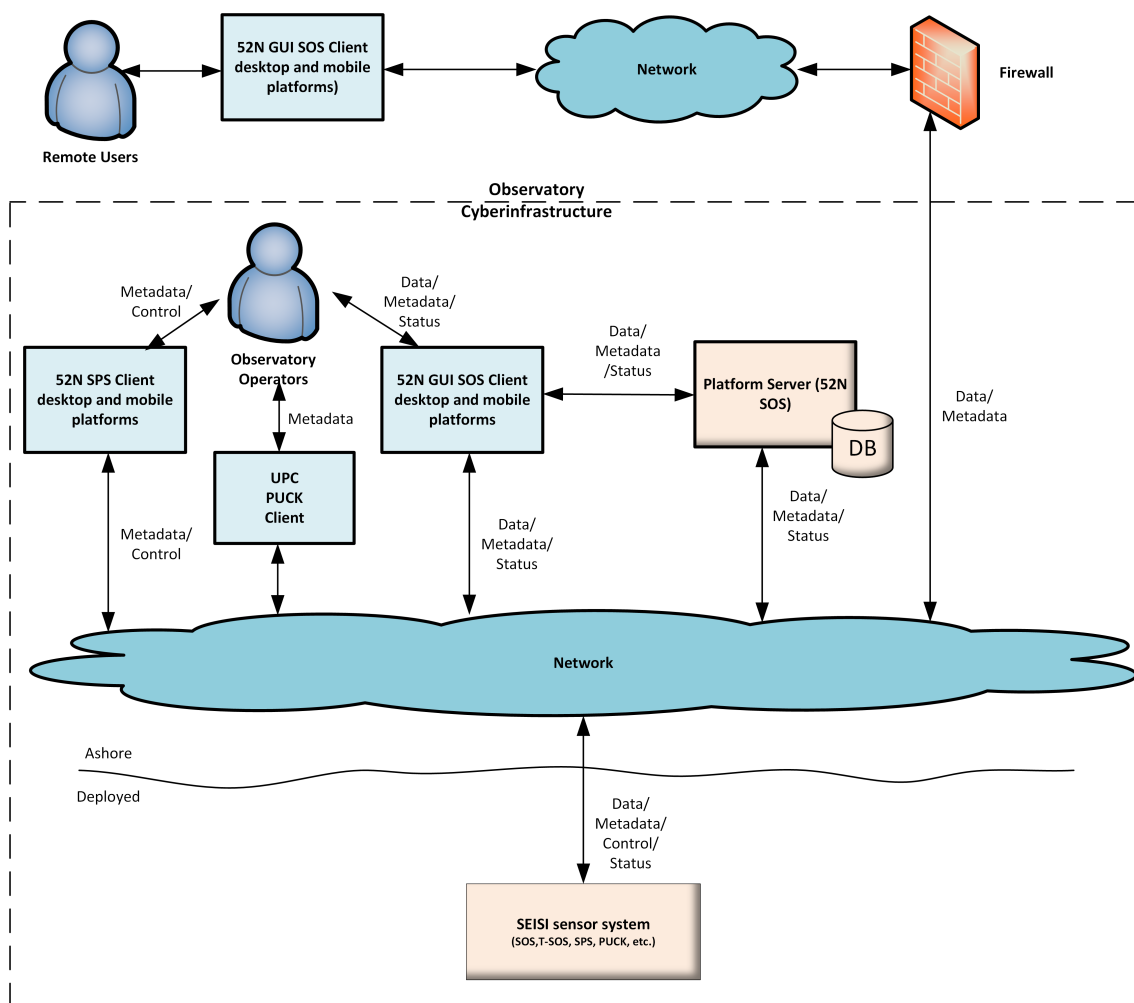 52N GUI SOS Client
desktop and mobile
platforms)
Network
Firewall
Remote Users
Observatory
Cyberinfrastructure
Metadata/
Control
Data/
Metadata/
Status
Observatory
Operators
Data/
Metadata
/Status
52N SPS Client
desktop and mobile
platforms
52N GUI SOS Client
desktop and mobile
platforms
Platform Server (52N
SOS)
DB
Data/
Metadata
Metadata
UPC
PUCK
Client
Metadata/
Control
Data/
Metadata/
Status
Data/
Metadata/
Status
Network
Ashore
Deployed
Data/
Metadata/
Control/
Status
SEISI sensor system
(SOS,T-SOS, SPS, PUCK, etc.)